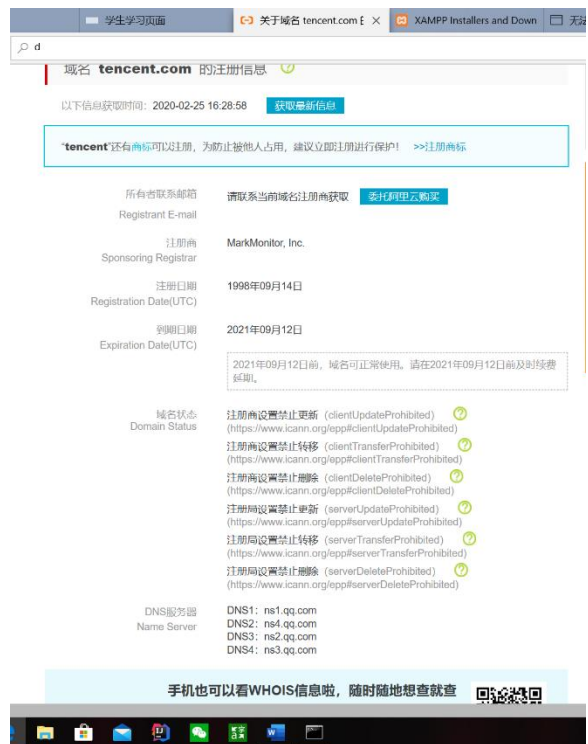 学生学习页面
关于域名 tencent.com
XAMPP Installers and Down
d
域名 tencent.com 的注册信息
以下信息获取时间：2020-02-25 16:28:58 获取最新信息
"tencent"还有商标可以注册，为防止被他人占用，建议立即注册进行保护！ >>注册商标
所有者联系邮箱 请联系当前域名注册商获取 委托阿里云购买
Registrant E-mail
注册商 MarkMonitor, Inc.
Sponsoring Registrar
注册日期 1998年09月14日
Registration Date(UTC)
到期日期 2021年09月12日
Expiration Date(UTC)
2021年09月12日前，域名可正常使用。请在2021年09月12日前及时续费
延期。
域名状态 注册商设置禁止更新 (clientUpdateProhibited)
Domain Status (https://www.icann.org/epp#clientUpdateProhibited)
注册商设置禁止转移 (clientTransferProhibited)
(https://www.icann.org/epp#clientTransferProhibited)
注册商设置禁止删除 (clientDeleteProhibited)
(https://www.icann.org/epp#clientDeleteProhibited)
注册局设置禁止更新 (serverUpdateProhibited)
(https://www.icann.org/epp#serverUpdateProhibited)
注册局设置禁止转移 (serverTransferProhibited)
(https://www.icann.org/epp#serverTransferProhibited)
注册局设置禁止删除 (serverDeleteProhibited)
(https://www.icann.org/epp#serverDeleteProhibited)
DNS服务器 DNS1：ns1.qq.com
Name Server DNS2：ns4.qq.com
DNS3：ns2.qq.com
DNS4：ns3.qq.com
手机也可以看WHOIS信息啦，随时随地想查就查